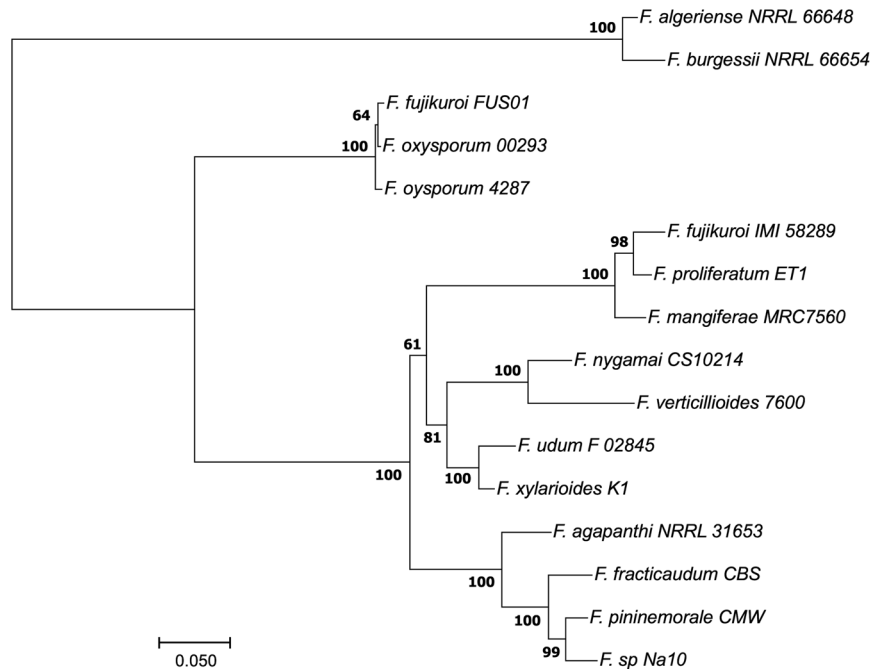 F. algeriense NRRL 66648
100
F. burgessii NRRL 66654
F. fujikuroi FUS01
64
100
F. oxysporum 00293
F. oysporum 4287
F. fujikuroi IMI 58289
98
100
F. proliferatum ET1
F. mangiferae MRC7560
61
F. nygamai CS10214
100
F. verticillioides 7600
81
F. udum F 02845
100
100
F. xylarioides K1
F. agapanthi NRRL 31653
100
F. fracticaudum CBS
100
F. pininemorale CMW
99
F. sp Na10
0.050